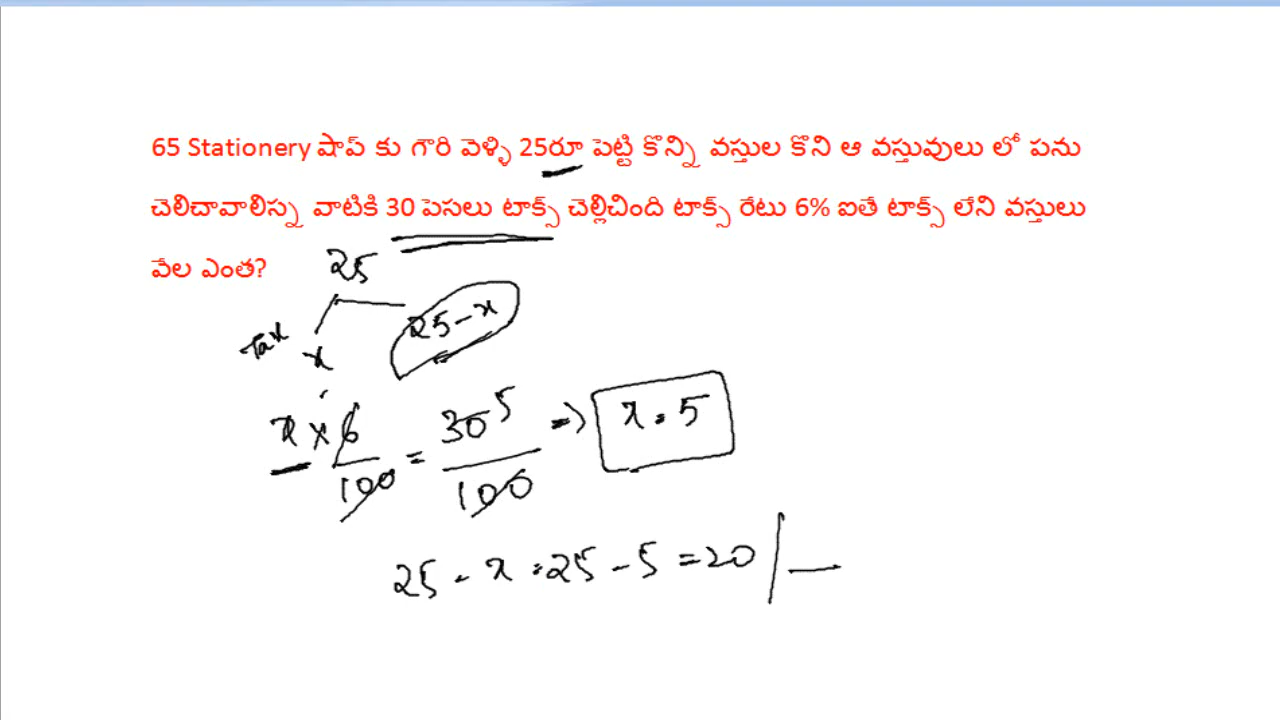 65 Stationery షాప్ కు గౌరి వెళ్ళి 25రూ పెట్టి కొన్ని వస్తుల కొని ఆ వస్తువులు లో పను
చెలిచావాలిస్న వాటికి 30 పెసలు టాక్స్ చెల్లిచింది టాక్స్ రేటు 6% ఐతే టాక్స్ లేని వస్తులు
వేల ఎంత?
25
Tax x 25-x
x × 6/100 = 30/100 5 => x = 5
25 - x = 25 - 5 = 20/—